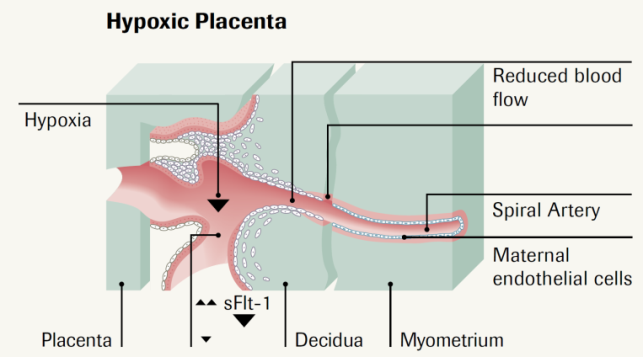 Hypoxic Placenta
Reduced blood
flow
Hypoxia
Spiral Artery
Maternal
endothelial cells
▲▲ sFlt-1
▼
▼
Placenta
Decidua
Myometrium